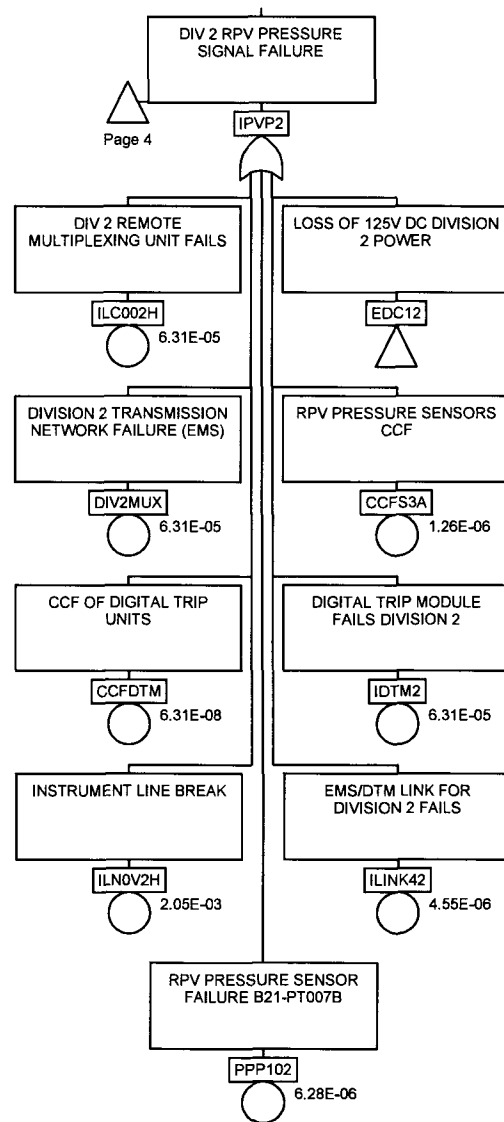 DIV 2 RPV PRESSURE
SIGNAL FAILURE
Page 4
IPVP2
DIV 2 REMOTE
MULTIPLEXING UNIT FAILS
ILC002H
6.31E-05
LOSS OF 125V DC DIVISION
2 POWER
EDC12
DIVISION 2 TRANSMISSION
NETWORK FAILURE (EMS)
DIV2MUX
6.31E-05
RPV PRESSURE SENSORS
CCF
CCFS3A
1.26E-06
CCF OF DIGITAL TRIP
UNITS
CCFDTM
6.31E-08
DIGITAL TRIP MODULE
FAILS DIVISION 2
IDTM2
6.31E-05
INSTRUMENT LINE BREAK
ILN0V2H
2.05E-03
EMS/DTM LINK FOR
DIVISION 2 FAILS
ILINK42
4.55E-06
RPV PRESSURE SENSOR
FAILURE B21-PT007B
PPP102
6.28E-06